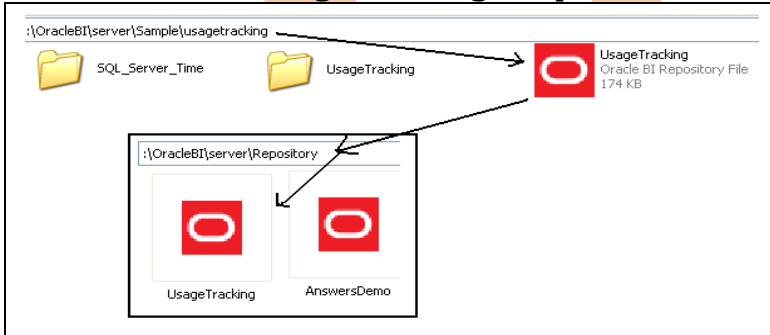 :\OracleBI\server\Sample\usagetracking
SQL_Server_Time
UsageTracking
UsageTracking
Oracle BI Repository File
174 KB
:\OracleBI\server\Repository
UsageTracking
AnswersDemo